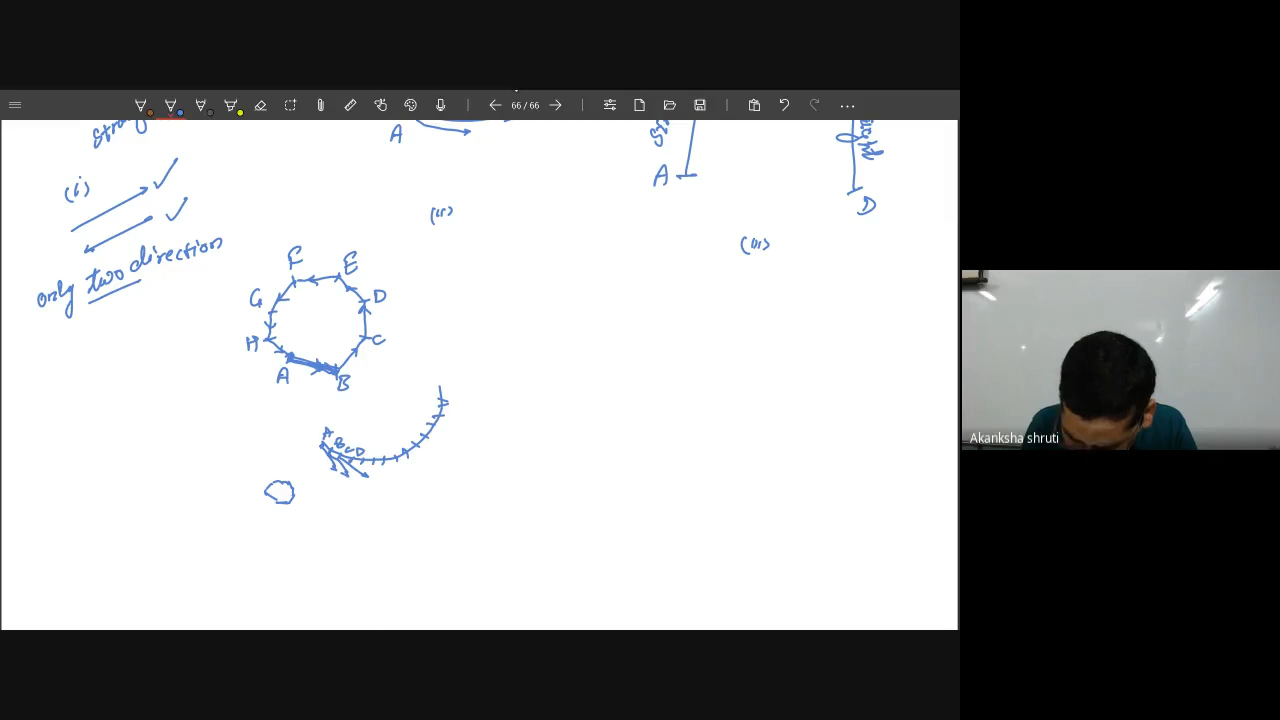 66 / 66
A
A
D
(i)
(ii)
(iii)
only two direction
F E
G D
H C
A B
A B C D
Akanksha shruti